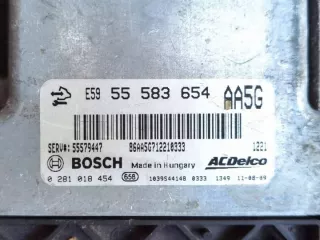 E59 55 583 654 AA5G
SERV#: 55579447 86AA5G712210333 1221
BOSCH Made in Hungary ACDelco
0 281 018 454 658 1039S44148 0333 1349 11-08-09